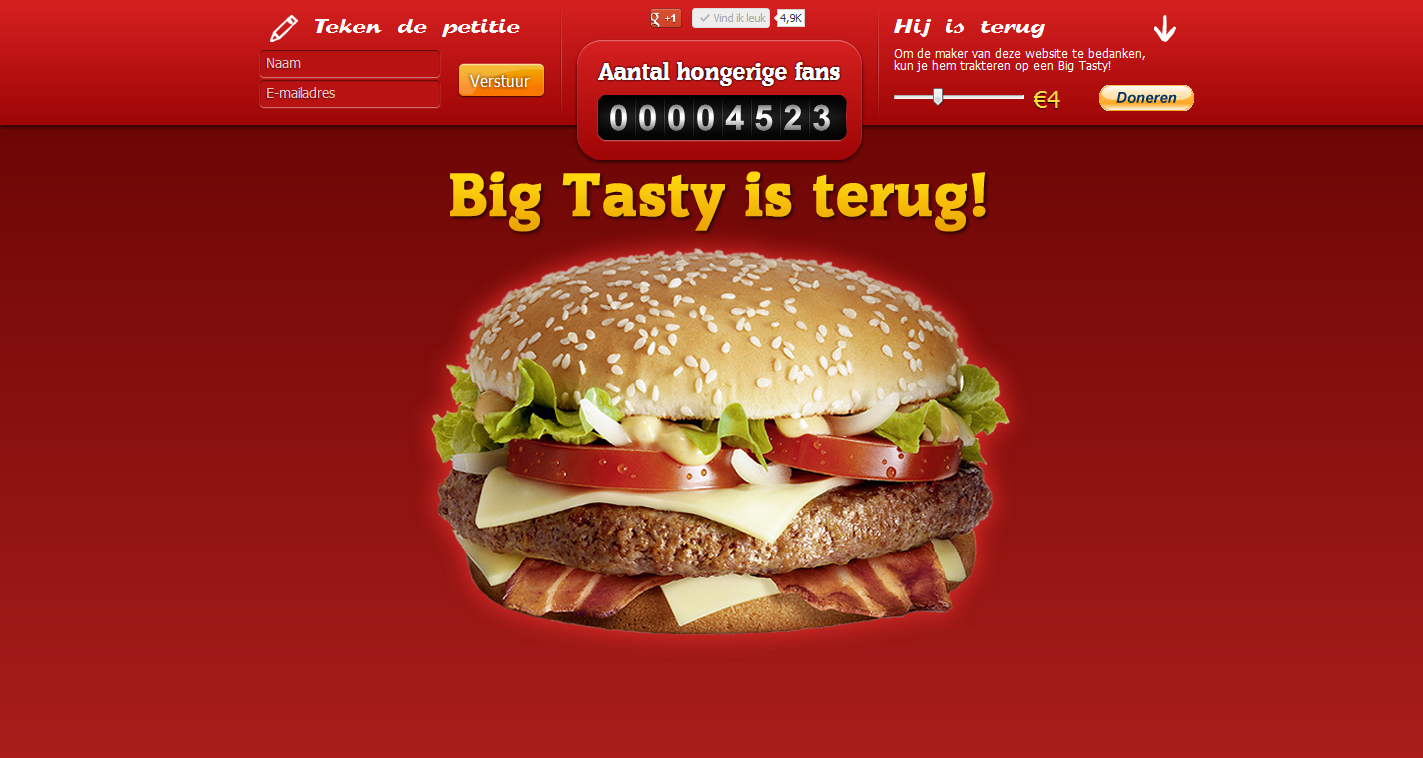 Teken de petitie
Naam
E-mailadres
Verstuur
+1
Vind ik leuk
4,9K
Aantal hongerige fans
00004523
Hij is terug
Om de maker van deze website te bedanken,
kun je hem trakteren op een Big Tasty!
€4
Doneren
Big Tasty is terug!